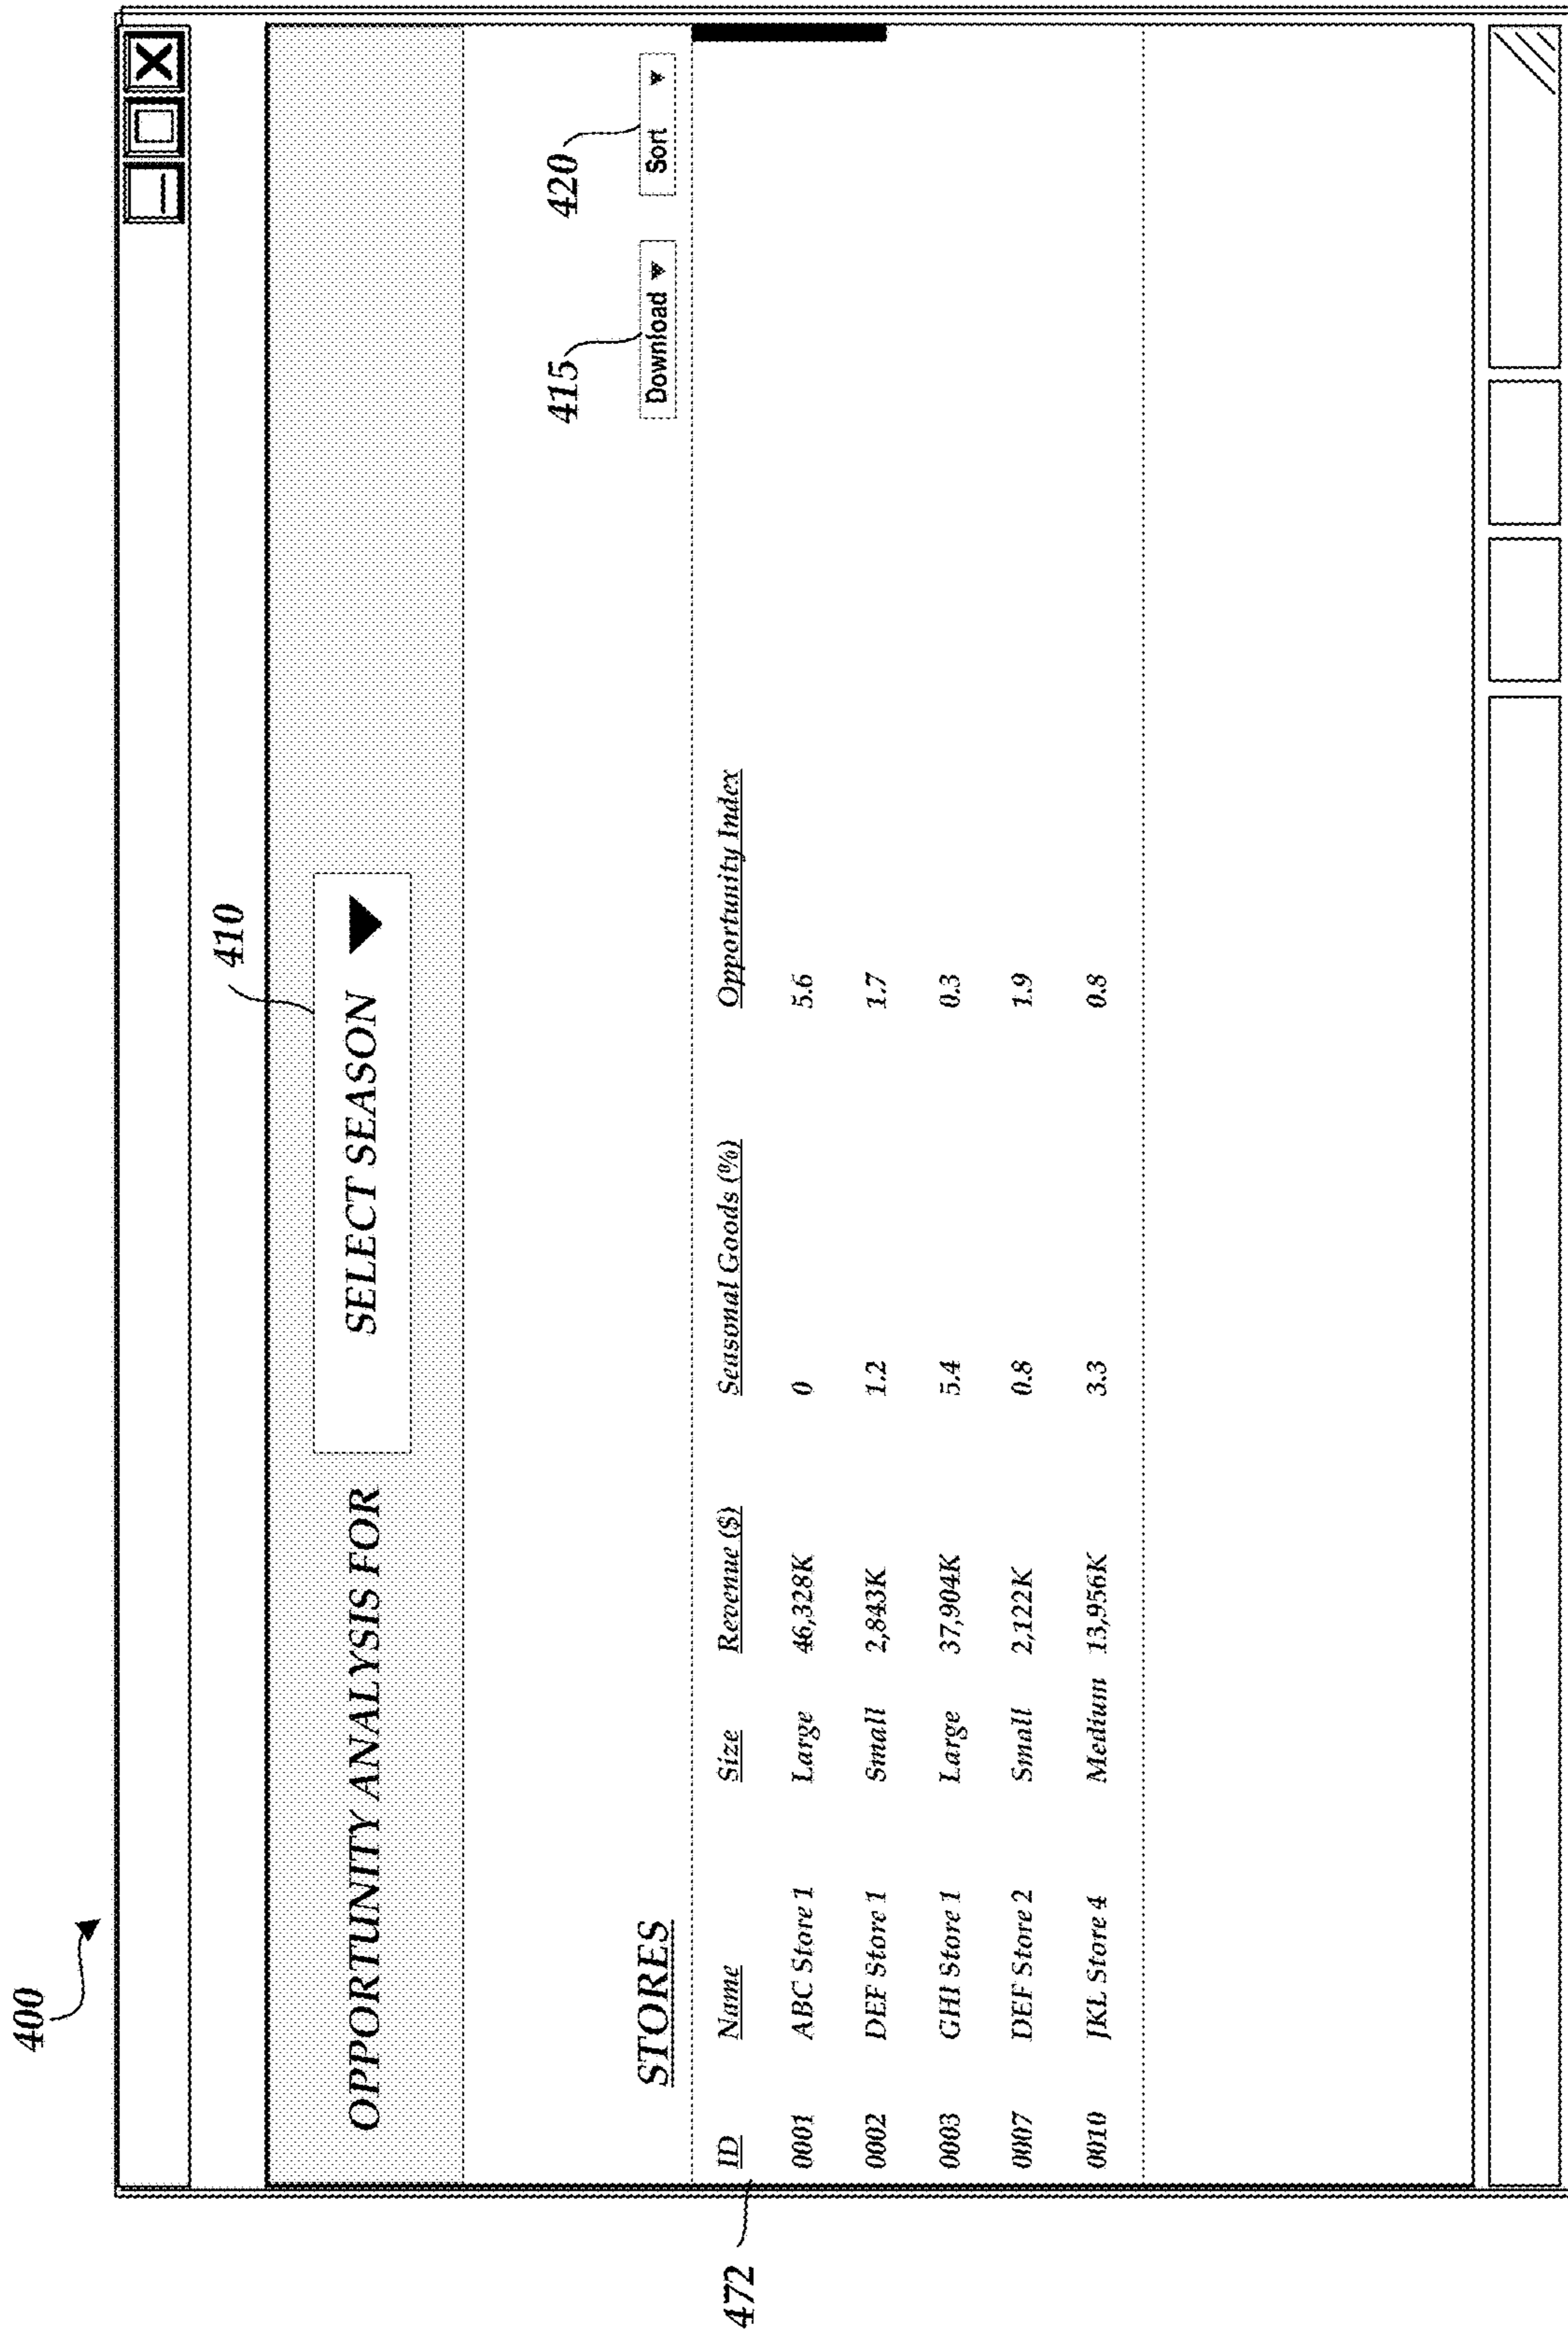 400
410
OPPORTUNITY ANALYSIS FOR SELECT SEASON
415 420
STORES Download Sort
472
ID Name Size Revenue ($) Seasonal Goods (%) Opportunity Index
0001 ABC Store 1 Large 46,328K 0 5.6
0002 DEF Store 1 Small 2,843K 1.2 1.7
0003 GHI Store 1 Large 37,904K 5.4 0.3
0007 DEF Store 2 Small 2,122K 0.8 1.9
0010 JKL Store 4 Medium 13,956K 3.3 0.8